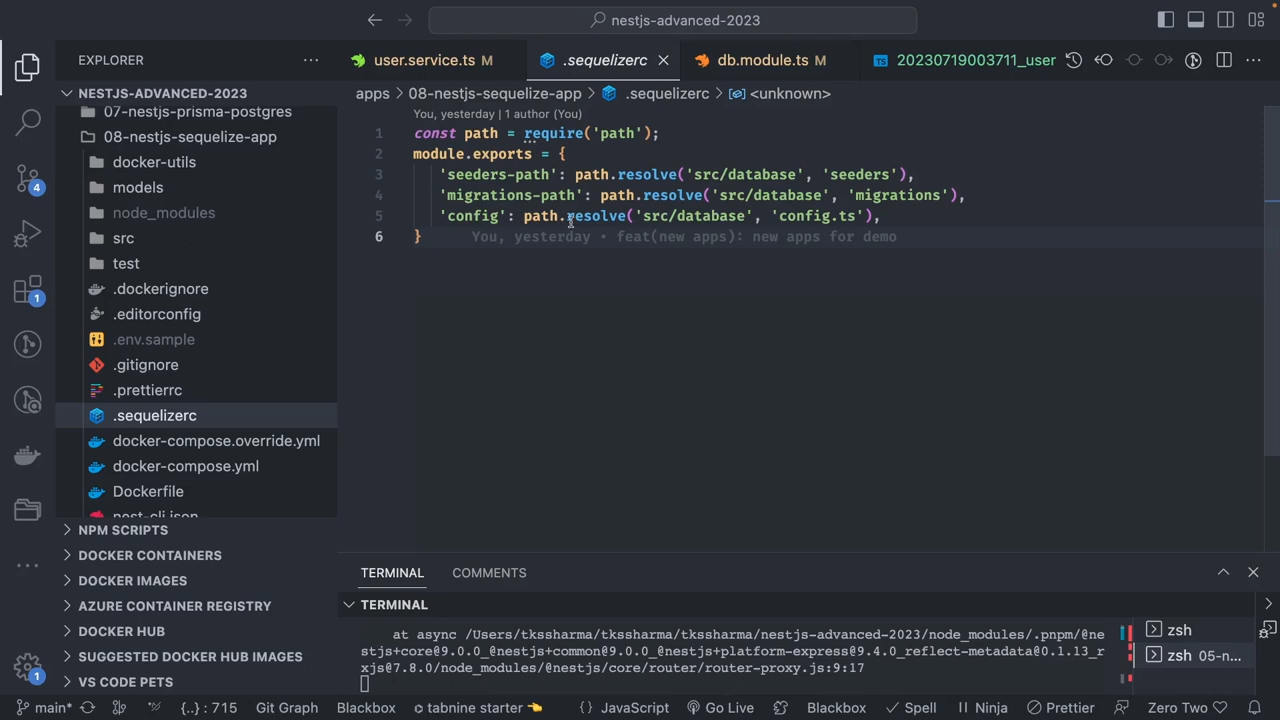 nestjs-advanced-2023
EXPLORER
user.service.ts M
.sequelizerc
db.module.ts M
TS 20230719003711_user
NESTJS-ADVANCED-2023
apps > 08-nestjs-sequelize-app > .sequelizerc > <unknown>
07-nestjs-prisma-postgres
08-nestjs-sequelize-app
docker-utils
models
node_modules
src
test
.dockerignore
.editorconfig
.env.sample
.gitignore
.prettierrc
.sequelizerc
docker-compose.override.yml
docker-compose.yml
Dockerfile
nest-cli.json
NPM SCRIPTS
DOCKER CONTAINERS
DOCKER IMAGES
AZURE CONTAINER REGISTRY
DOCKER HUB
SUGGESTED DOCKER HUB IMAGES
VS CODE PETS
4
1
1
You, yesterday | 1 author (You)
1 const path = require('path');
2 module.exports = {
3 'seeders-path': path.resolve('src/database', 'seeders'),
4 'migrations-path': path.resolve('src/database', 'migrations'),
5 'config': path.resolve('src/database', 'config.ts'),
6 } You, yesterday • feat(new apps): new apps for demo
TERMINAL
COMMENTS
TERMINAL
at async /Users/tkssharma/tkssharma/nestjs-advanced-2023/node_modules/.pnpm/@ne
stjs+core@9.0.0_@nestjs+common@9.0.0_@nestjs+platform-express@9.4.0_reflect-metadata@0.1.13_r
xjs@7.8.0/node_modules/@nestjs/core/router/router-proxy.js:9:17
zsh
zsh 05-n...
main* {..} : 715 Git Graph Blackbox tabnine starter 👈 { } JavaScript Go Live Blackbox Spell Ninja Prettier Zero Two